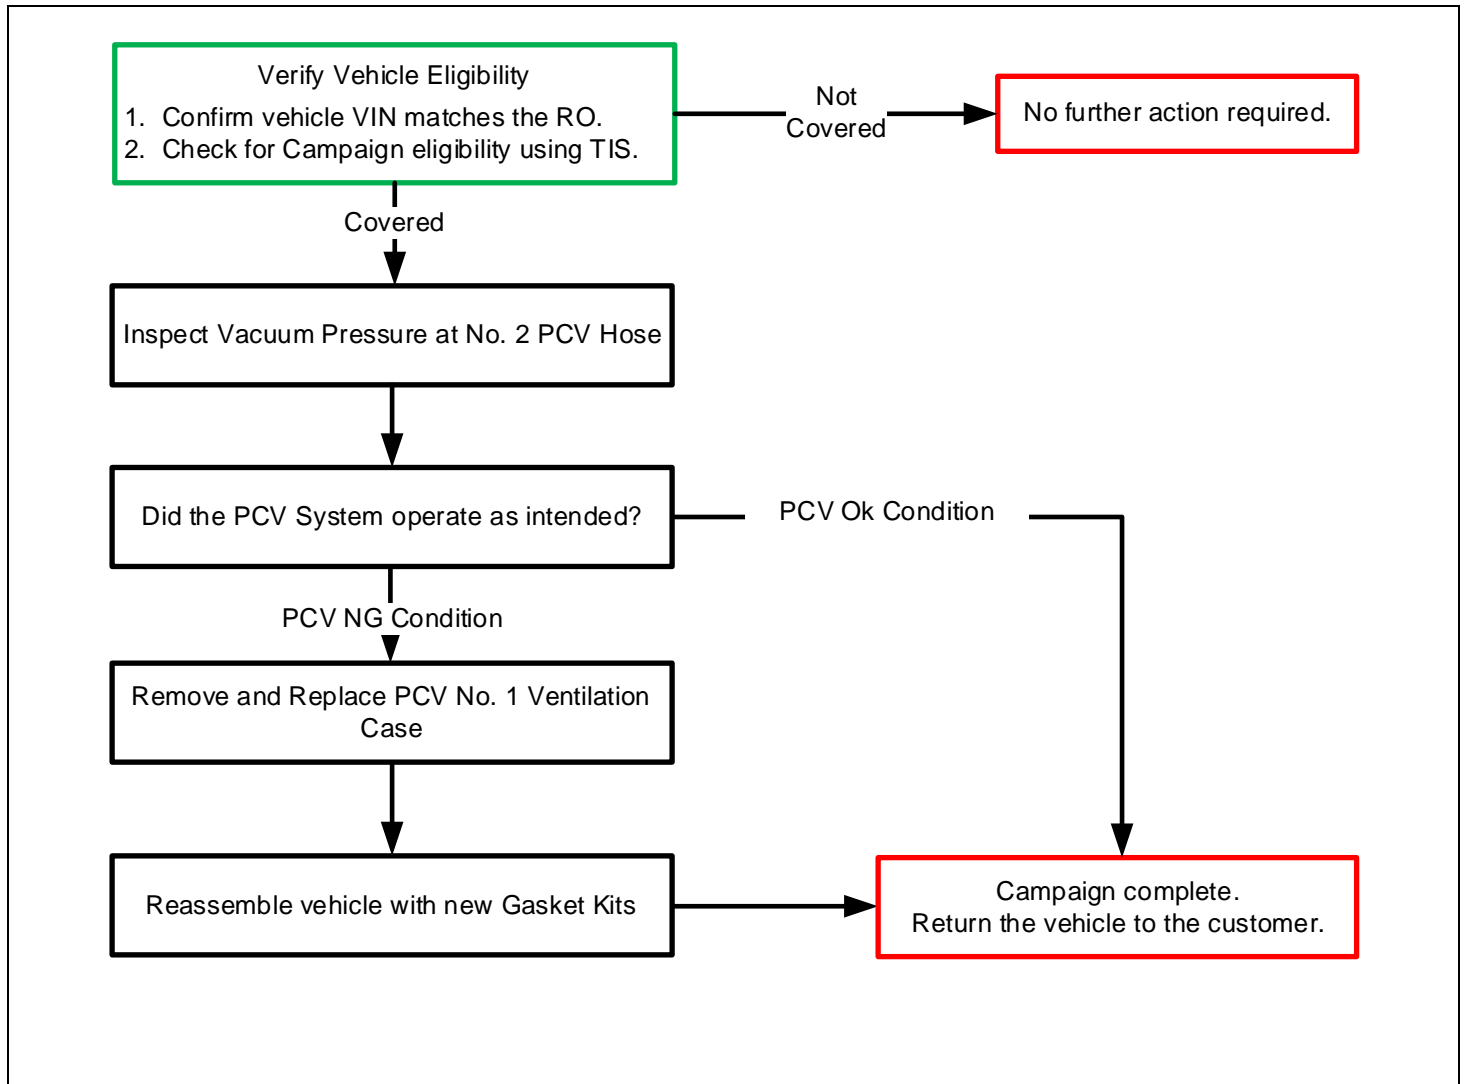 Verify Vehicle Eligibility
1. Confirm vehicle VIN matches the RO.
2. Check for Campaign eligibility using TIS.
Not
Covered
No further action required.
Covered
Inspect Vacuum Pressure at No. 2 PCV Hose
Did the PCV System operate as intended?
PCV Ok Condition
PCV NG Condition
Remove and Replace PCV No. 1 Ventilation
Case
Reassemble vehicle with new Gasket Kits
Campaign complete.
Return the vehicle to the customer.